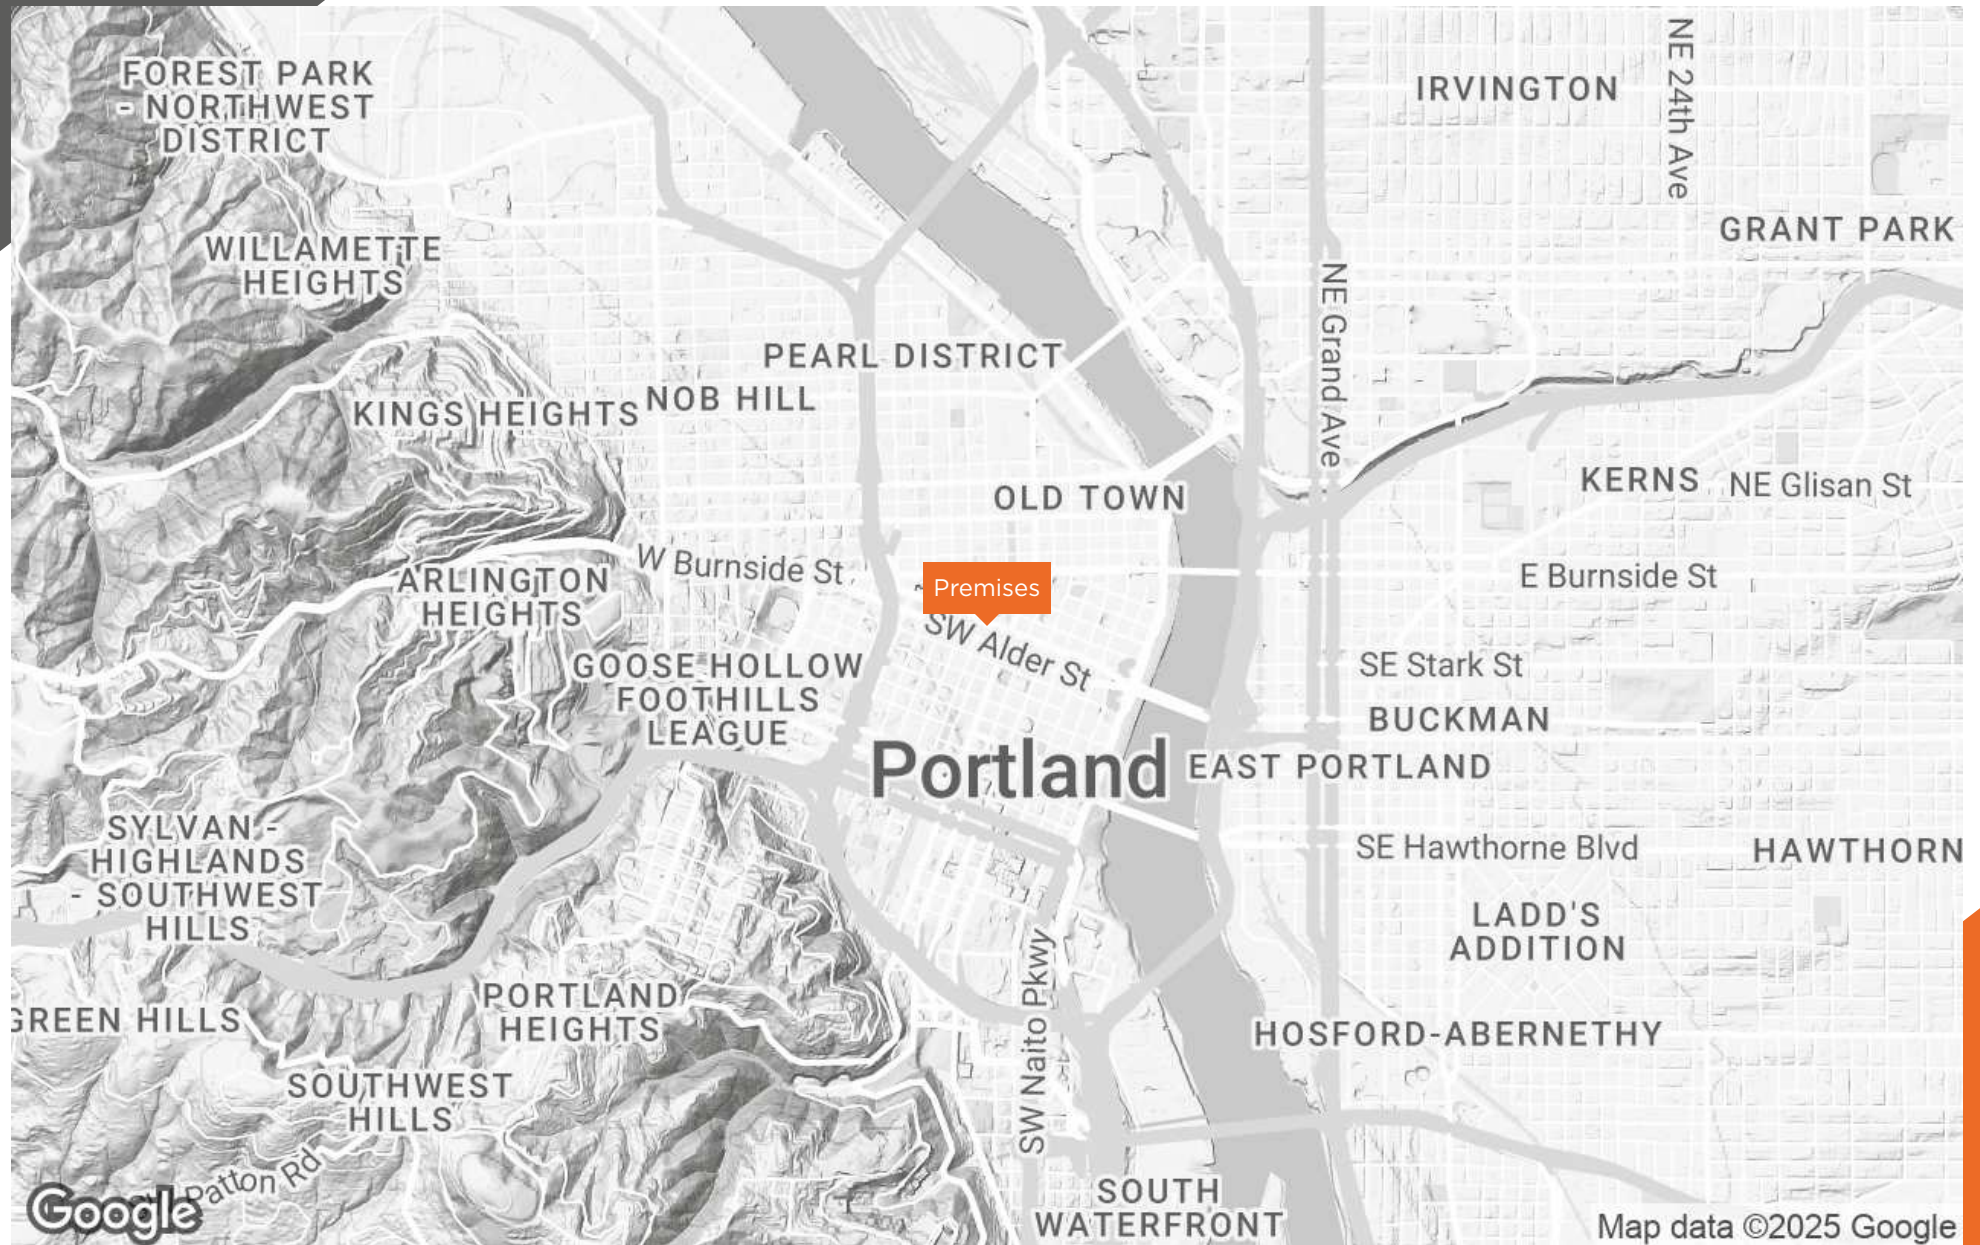 FOREST PARK
- NORTHWEST
DISTRICT
IRVINGTON
NE 24th Ave
GRANT PARK
WILLAMETTE
HEIGHTS
NE Grand Ave
PEARL DISTRICT
NOB HILL
KINGS HEIGHTS
KERNS
NE Glisan St
OLD TOWN
W Burnside St
E Burnside St
ARLINGTON
HEIGHTS
Premises
SW Alder St
GOOSE HOLLOW
FOOTHILLS
LEAGUE
SE Stark St
BUCKMAN
Portland
EAST PORTLAND
SYLVAN -
HIGHLANDS
- SOUTHWEST
HILLS
SE Hawthorne Blvd
HAWTHORN
LADD'S
ADDITION
SW Naito Pkwy
PORTLAND
HEIGHTS
GREEN HILLS
HOSFORD-ABERNETHY
SOUTHWEST
HILLS
Patton Rd
SOUTH
WATERFRONT
Google
Map data ©2025 Google